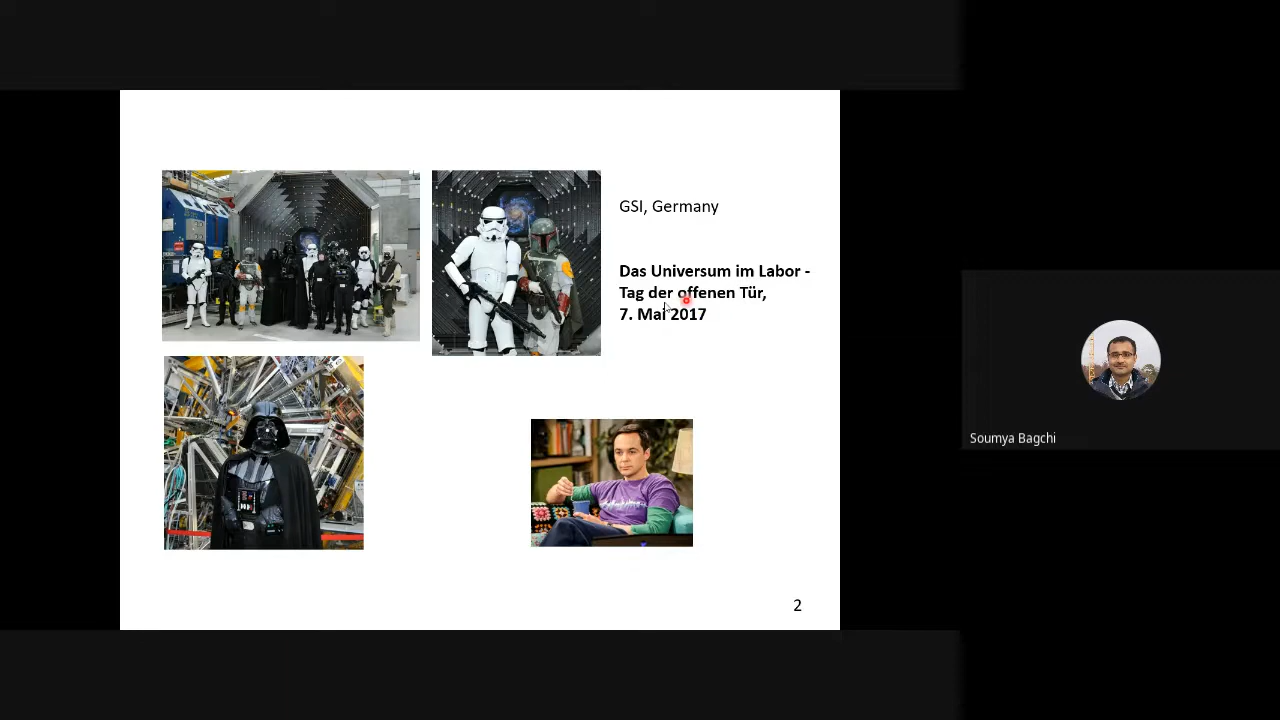 GSI, Germany
Das Universum im Labor -
Tag der offenen Tür,
7. Mai 2017
2
Soumya Bagchi